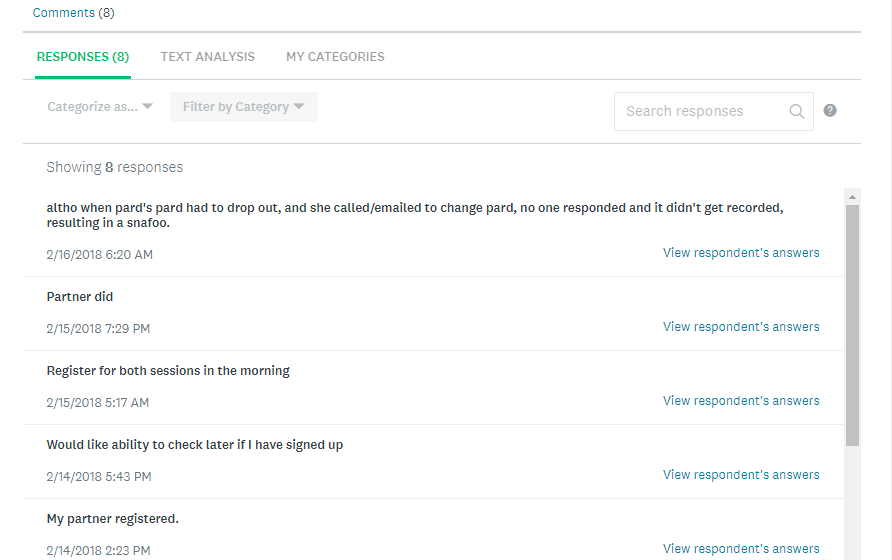 Comments (8)
RESPONSES (8) TEXT ANALYSIS MY CATEGORIES
Categorize as... Filter by Category Search responses ?
Showing 8 responses
altho when pard's pard had to drop out, and she called/emailed to change pard, no one responded and it didn't get recorded,
resulting in a snafoo.
2/16/2018 6:20 AM View respondent's answers
Partner did
2/15/2018 7:29 PM View respondent's answers
Register for both sessions in the morning
2/15/2018 5:17 AM View respondent's answers
Would like ability to check later if I have signed up
2/14/2018 5:43 PM View respondent's answers
My partner registered.
2/14/2018 2:23 PM View respondent's answers